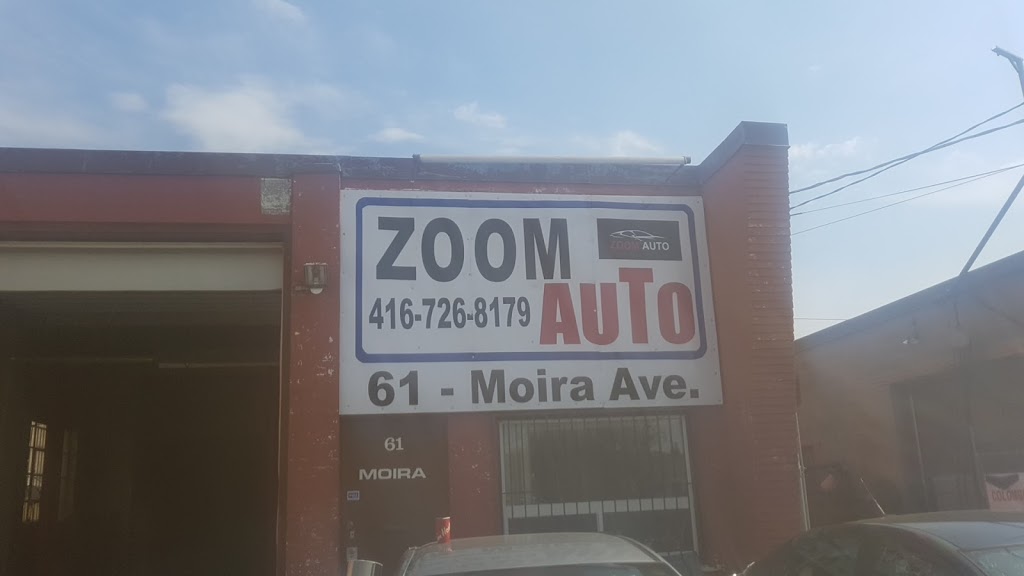 ZOOM
ZOOM AUTO
416-726-8179
AUTO
61 - Moira Ave.
61
MOIRA